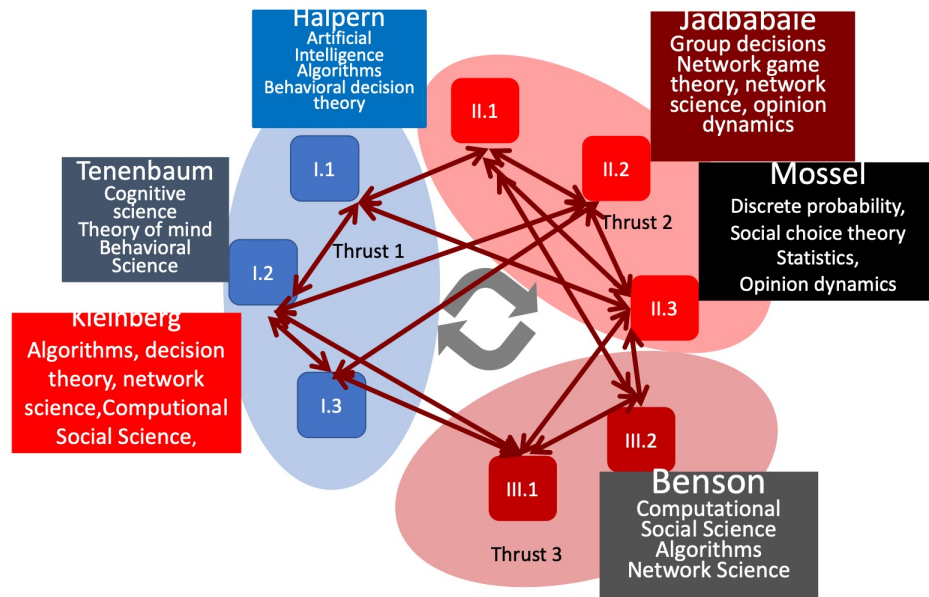 Halpern
Artificial
Intelligence
Algorithms
Behavioral decision
theory
Jadbabaie
Group decisions
Network game
theory, network
science, opinion
dynamics
II.1
I.1
II.2
Tenenbaum
Cognitive
science
Theory of mind
Behavioral
Science
Mossel
Discrete probability,
Social choice theory
Statistics,
Opinion dynamics
Thrust 1
Thrust 2
I.2
II.3
Kleinberg
Algorithms, decision
theory, network
science,Computional
Social Science,
I.3
III.2
III.1
Thrust 3
Benson
Computational
Social Science
Algorithms
Network Science